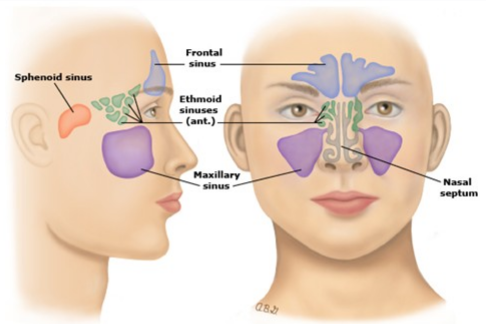 Frontal
sinus
Sphenoid sinus
Ethmoid
sinuses
(ant.)
Maxillary
sinus
Nasal
septum